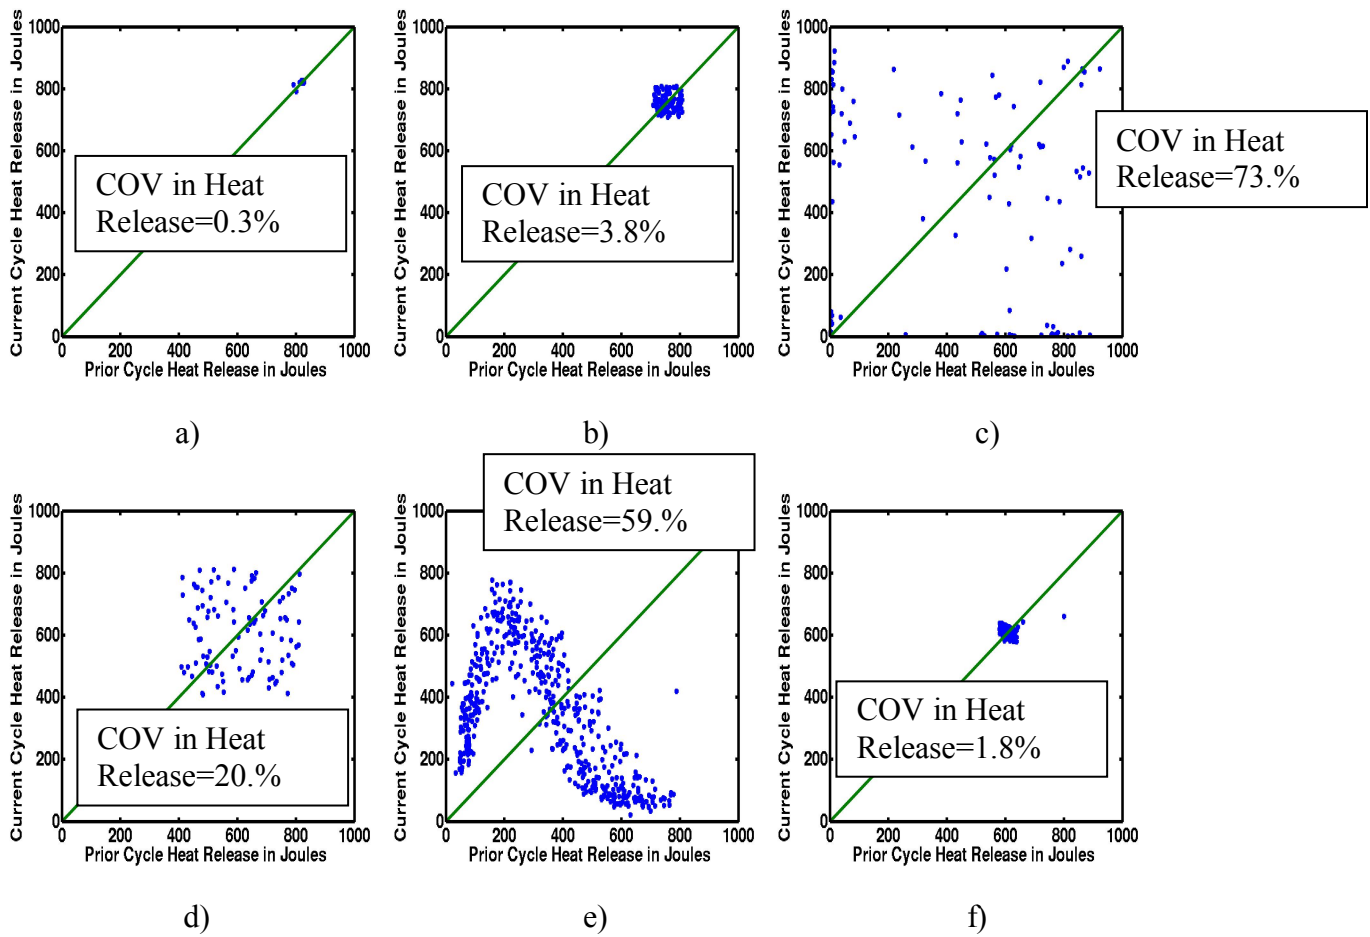 1000
800
600
400
200
0
0 200 400 600 800 1000
Current Cycle Heat Release in Joules
Prior Cycle Heat Release in Joules
COV in Heat
Release=0.3%
a)
1000
800
600
400
200
0
0 200 400 600 800 1000
Current Cycle Heat Release in Joules
Prior Cycle Heat Release in Joules
COV in Heat
Release=3.8%
b)
1000
800
600
400
200
0
0 200 400 600 800 1000
Current Cycle Heat Release in Joules
Prior Cycle Heat Release in Joules
COV in Heat
Release=73.%
c)
1000
800
600
400
200
0
0 200 400 600 800 1000
Current Cycle Heat Release in Joules
Prior Cycle Heat Release in Joules
COV in Heat
Release=20.%
d)
1000
800
600
400
200
0
0 200 400 600 800 1000
Current Cycle Heat Release in Joules
Prior Cycle Heat Release in Joules
COV in Heat
Release=59.%
e)
1000
800
600
400
200
0
0 200 400 600 800 1000
Current Cycle Heat Release in Joules
Prior Cycle Heat Release in Joules
COV in Heat
Release=1.8%
f)